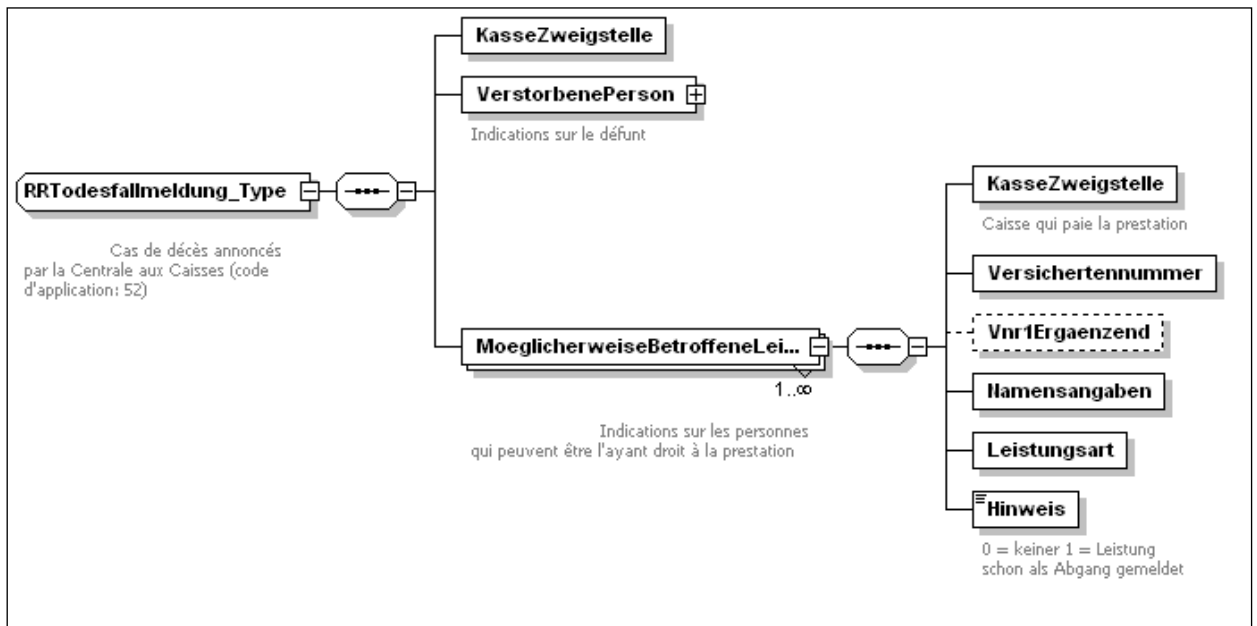 KasseZweigstelle
VerstorbenePerson
Indications sur le défunt
RRTodesfallmeldung_Type
Cas de décès annoncés
par la Centrale aux Caisses (code
d'application: 52)
MoeglicherweiseBetroffeneLei...
1..∞
Indications sur les personnes
qui peuvent être l'ayant droit à la prestation
KasseZweigstelle
Caisse qui paie la prestation
Versichertennummer
Vnr1Ergaenzend
Namensangaben
Leistungsart
Hinweis
0 = keiner 1 = Leistung
schon als Abgang gemeldet